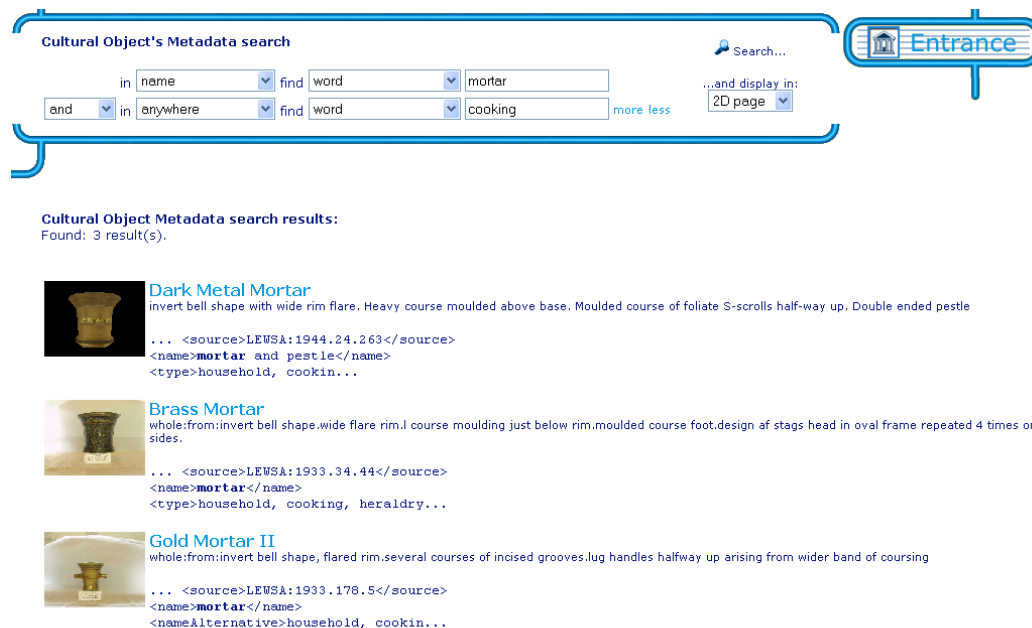 Cultural Object's Metadata search
Search...
Entrance
in name find word mortar
...and display in:
2D page
and in anywhere find word cooking more less
Cultural Object Metadata search results:
Found: 3 result(s).
Dark Metal Mortar
invert bell shape with wide rim flare. Heavy course moulded above base. Moulded course of foliate S-scrolls half-way up. Double ended pestle
... <source>LEWSA:1944.24.263</source>
<name>mortar and pestle</name>
<type>household, cookin...
Brass Mortar
whole:from:invert bell shape.wide flare rim.l course moulding just below rim.moulded course foot.design af stags head in oval frame repeated 4 times on
sides.
... <source>LEWSA:1933.34.44</source>
<name>mortar</name>
<type>household, cooking, heraldry...
Gold Mortar II
whole:from:invert bell shape, flared rim.several courses of incised grooves.lug handles halfway up arising from wider band of coursing
... <source>LEWSA:1933.178.5</source>
<name>mortar</name>
<nameAlternative>household, cookin...